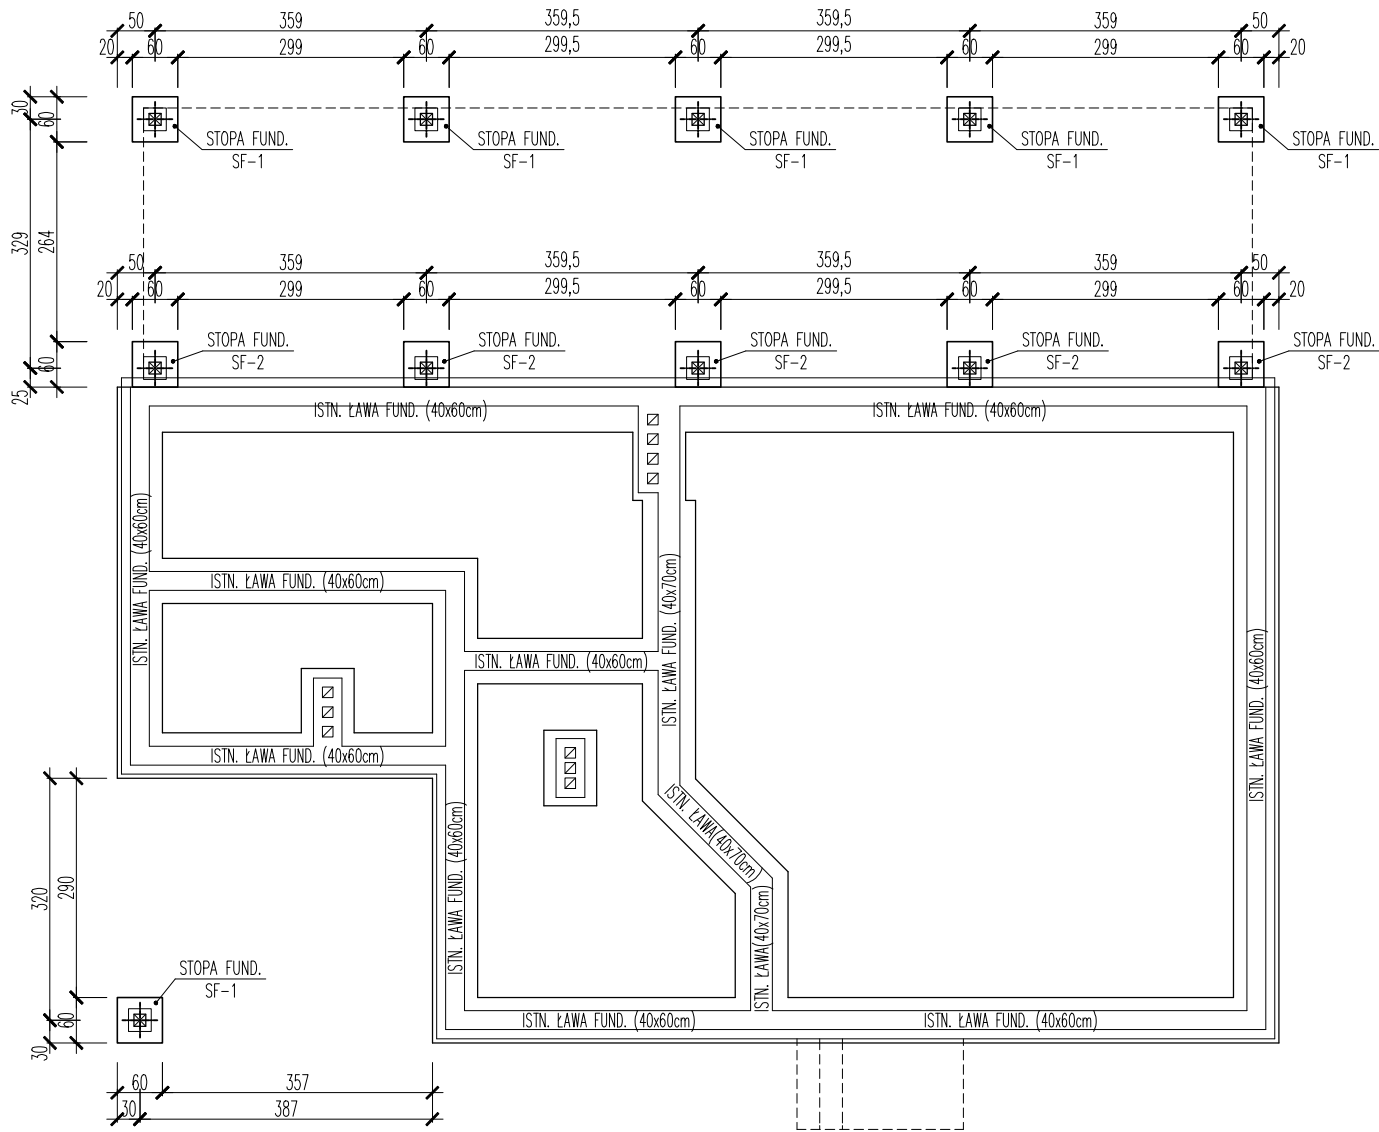 50 359 359,5 359,5 359 50
20 60 299 60 299,5 60 299,5 60 299 60 20
30 60
STOPA FUND. STOPA FUND. STOPA FUND. STOPA FUND. STOPA FUND.
SF-1 SF-1 SF-1 SF-1 SF-1
329 264
50 359 359,5 359,5 359 50
20 60 299 60 299,5 60 299,5 60 299 60 20
STOPA FUND. STOPA FUND. STOPA FUND. STOPA FUND. STOPA FUND.
SF-2 SF-2 SF-2 SF-2 SF-2
25 60
ISTN. ŁAWA FUND. (40x60cm) ISTN. ŁAWA FUND. (40x60cm)
ISTN. ŁAWA FUND. (40x60cm)
ISTN. ŁAWA FUND. (40x60cm)
ISTN. ŁAWA FUND. (40x70cm)
ISTN. ŁAWA FUND. (40x60cm)
ISTN. ŁAWA FUND. (40x60cm)
ISTN. ŁAWA FUND. (40x60cm)
ISTN. ŁAWA(40x70cm)
ISTN. ŁAWA FUND. (40x60cm)
ISTN. ŁAWA(40x70cm)
320 290
STOPA FUND.
SF-1
30 60
ISTN. ŁAWA FUND. (40x60cm) ISTN. ŁAWA FUND. (40x60cm)
60 357
30 387